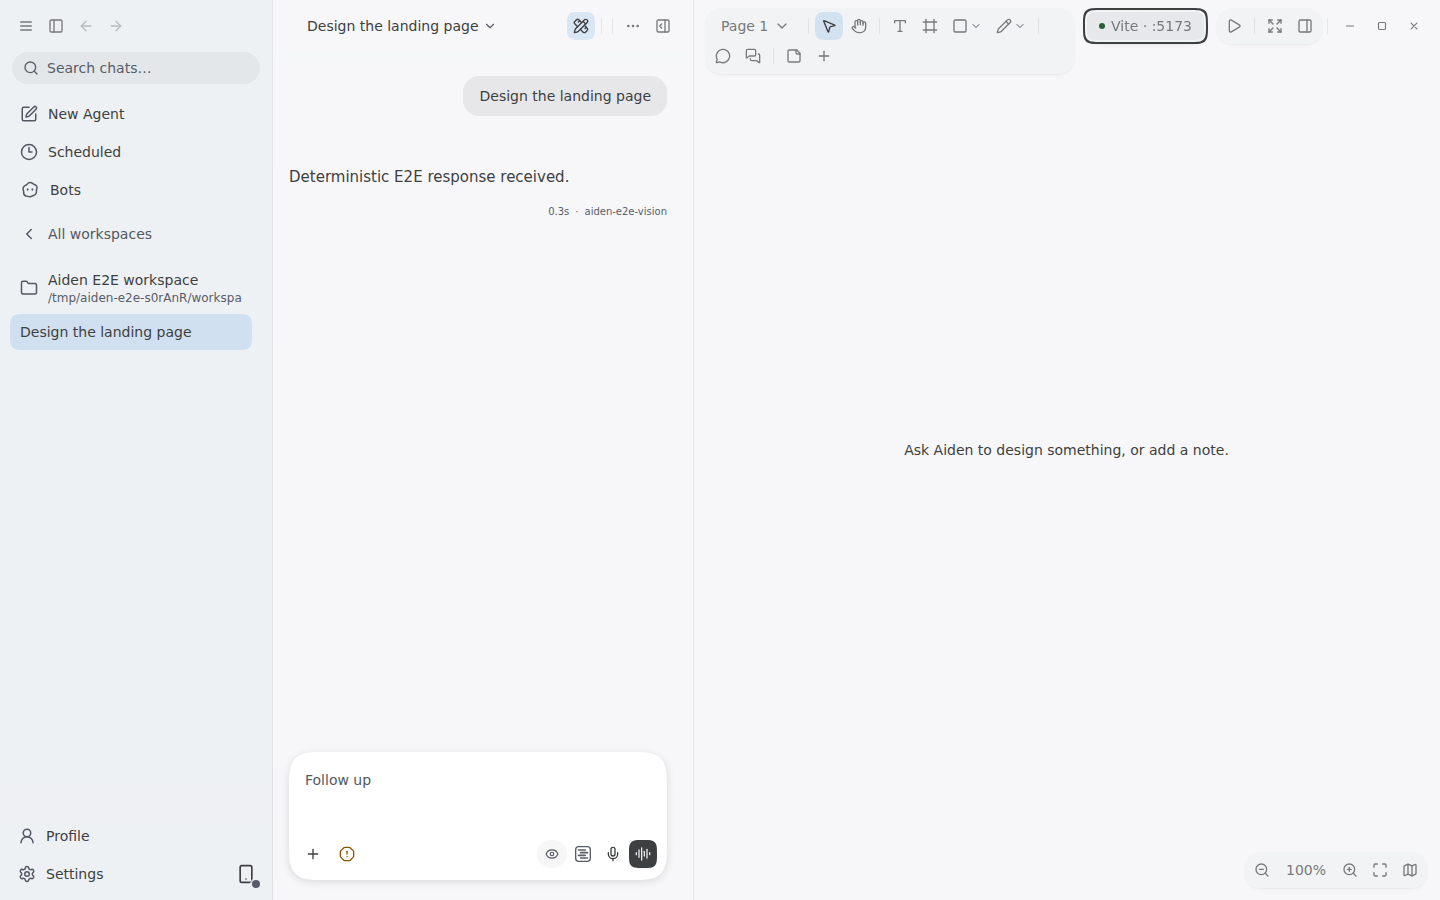 Search chats...
New Agent
Scheduled
Bots
All workspaces
Aiden E2E workspace
/tmp/aiden-e2e-s0rAnR/workspa
Design the landing page
Profile
Settings
Design the landing page
Design the landing page
Deterministic E2E response received.
0.3s · aiden-e2e-vision
Follow up
Page 1
Vite · :5173
Ask Aiden to design something, or add a note.
100%